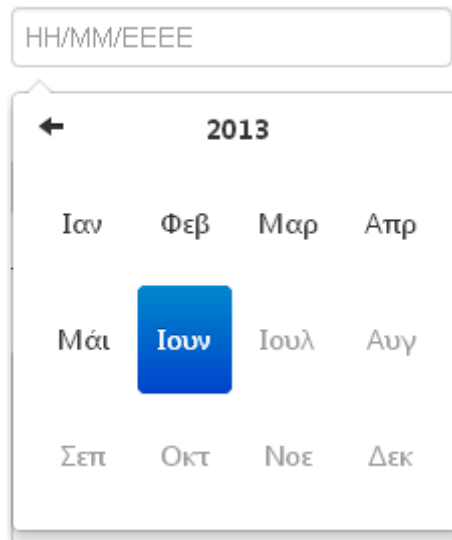 ΗΗ/ΜΜ/ΕΕΕΕ
2013
Ιαν Φεβ Μαρ Απρ
Μάι Ιουν Ιουλ Αυγ
Σεπ Οκτ Νοε Δεκ